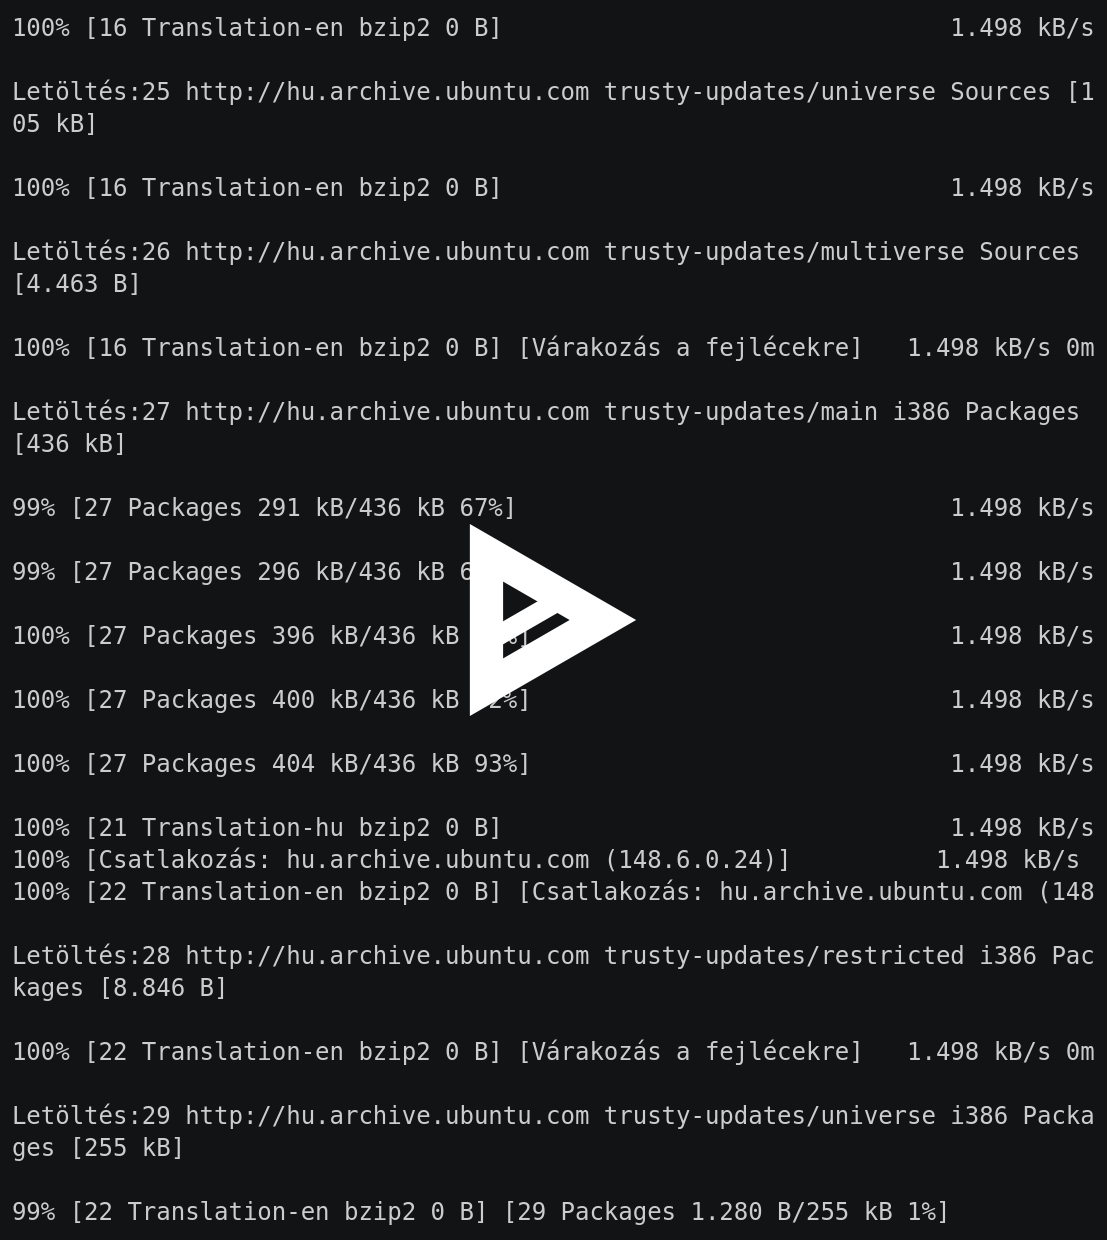 100% [16 Translation-en bzip2 0 B] 1.498 kB/s
Letöltés:25 http://hu.archive.ubuntu.com trusty-updates/universe Sources [1
05 kB]
100% [16 Translation-en bzip2 0 B] 1.498 kB/s
Letöltés:26 http://hu.archive.ubuntu.com trusty-updates/multiverse Sources
[4.463 B]
100% [16 Translation-en bzip2 0 B] [Várakozás a fejlécekre] 1.498 kB/s 0m
Letöltés:27 http://hu.archive.ubuntu.com trusty-updates/main i386 Packages
[436 kB]
99% [27 Packages 291 kB/436 kB 67%] 1.498 kB/s
99% [27 Packages 296 kB/436 kB 1.498 kB/s
100% [27 Packages 396 kB/436 kB 1.498 kB/s
100% [27 Packages 400 kB/436 kB 1.498 kB/s
100% [27 Packages 404 kB/436 kB 93%] 1.498 kB/s
100% [21 Translation-hu bzip2 0 B] 1.498 kB/s
100% [Csatlakozás: hu.archive.ubuntu.com (148.6.0.24)] 1.498 kB/s
100% [22 Translation-en bzip2 0 B] [Csatlakozás: hu.archive.ubuntu.com (148
Letöltés:28 http://hu.archive.ubuntu.com trusty-updates/restricted i386 Pac
kages [8.846 B]
100% [22 Translation-en bzip2 0 B] [Várakozás a fejlécekre] 1.498 kB/s 0m
Letöltés:29 http://hu.archive.ubuntu.com trusty-updates/universe i386 Packa
ges [255 kB]
99% [22 Translation-en bzip2 0 B] [29 Packages 1.280 B/255 kB 1%]